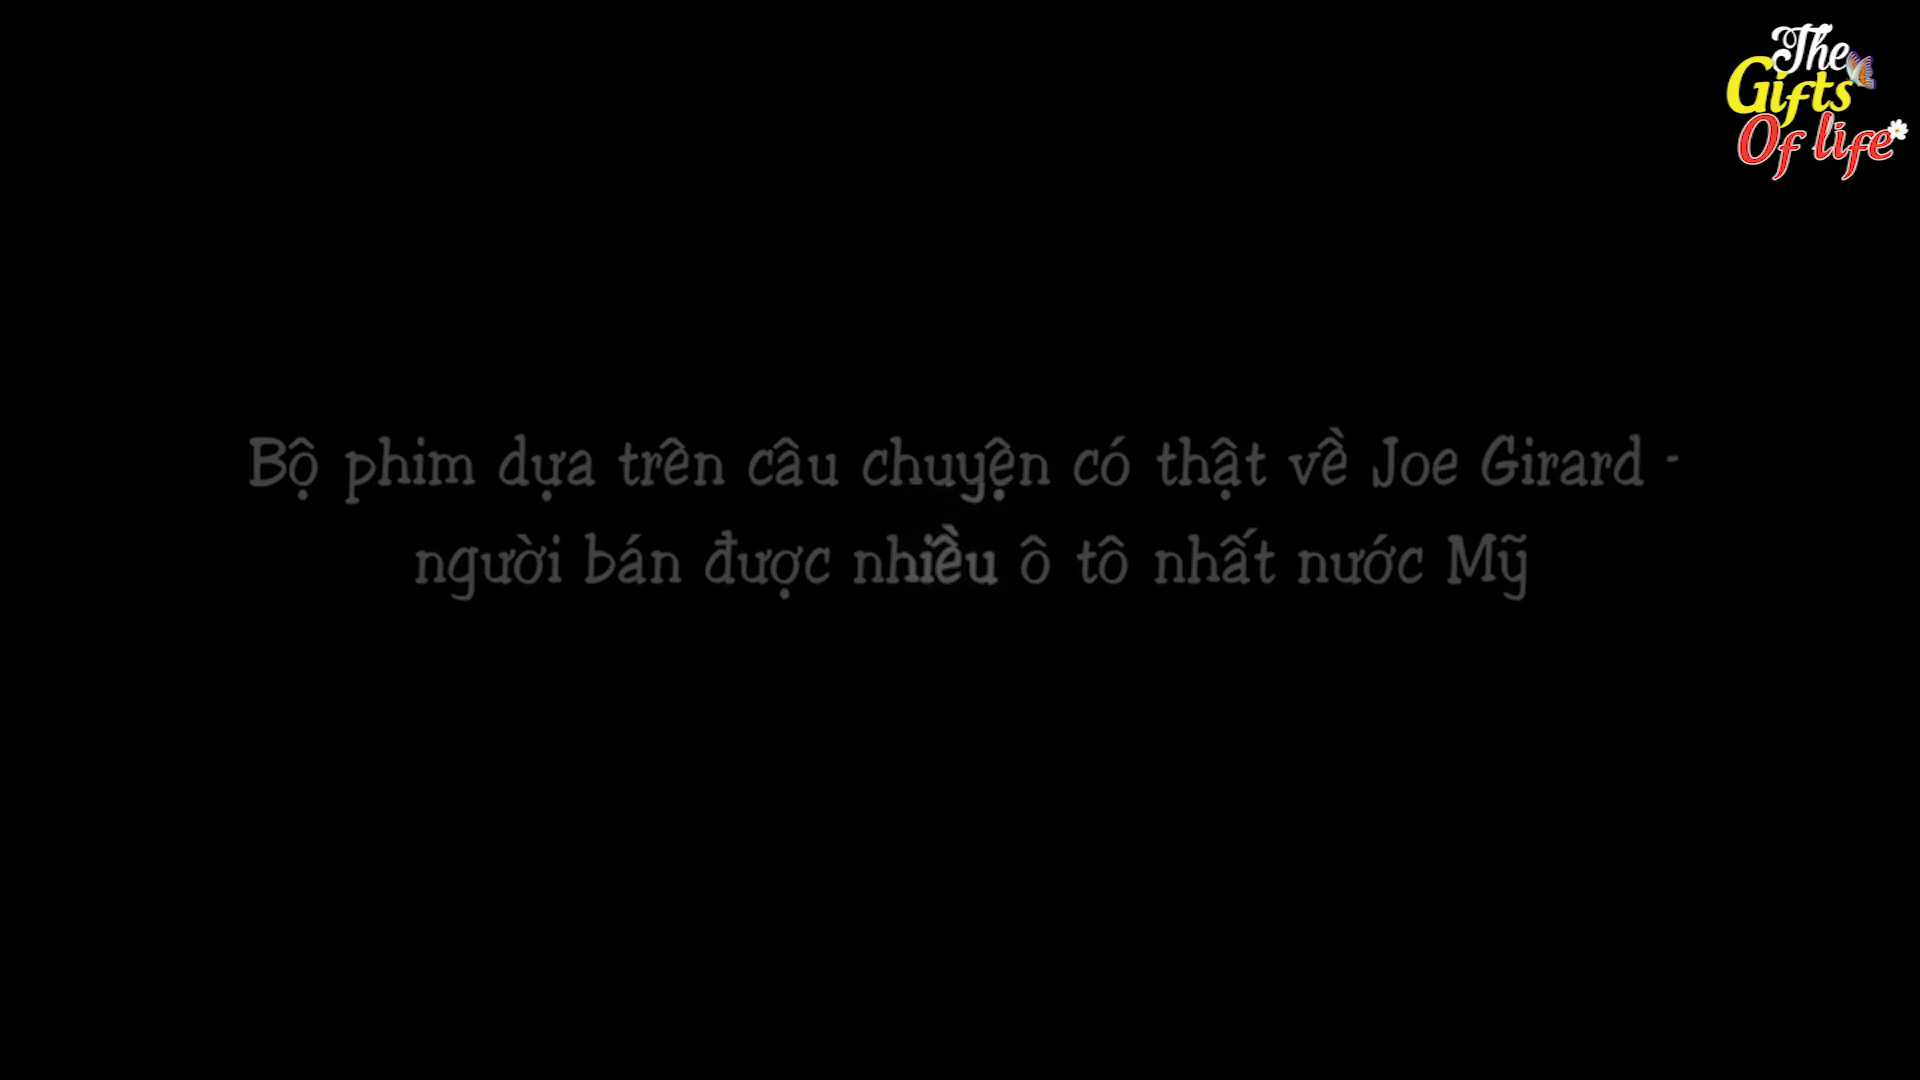 The
Gifts
Of life
Bộ phim dựa trên câu chuyện có thật về Joe Girard -
người bán được nhiều ô tô nhất nước Mỹ